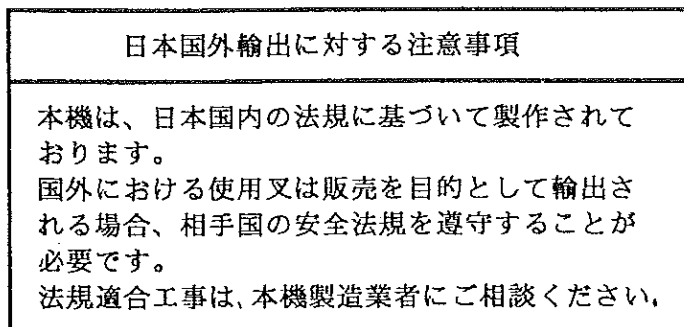 日本国外輸出に対する注意事項
本機は、日本国内の法規に基づいて製作されて
おります。
国外における使用叉は販売を目的として輸出さ
れる場合、相手国の安全法規を遵守することが
必要です。
法規適合工事は、本機製造業者にご相談ください。